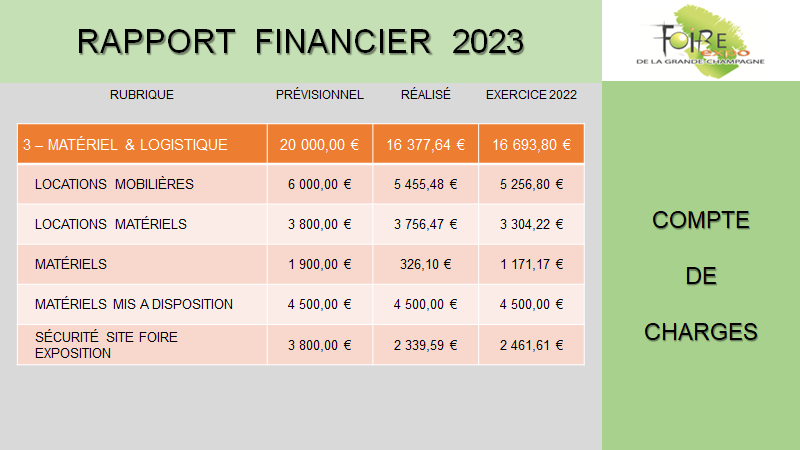 RAPPORT FINANCIER 2023
FOIRE
expo
DE LA GRANDE CHAMPAGNE
RUBRIQUE PRÉVISIONNEL RÉALISÉ EXERCICE 2022
3 – MATÉRIEL & LOGISTIQUE 20 000,00 € 16 377,64 € 16 693,80 €
LOCATIONS MOBILIÈRES 6 000,00 € 5 455,48 € 5 256,80 €
LOCATIONS MATÉRIELS 3 800,00 € 3 756,47 € 3 304,22 €
MATÉRIELS 1 900,00 € 326,10 € 1 171,17 €
MATÉRIELS MIS A DISPOSITION 4 500,00 € 4 500,00 € 4 500,00 €
SÉCURITÉ SITE FOIRE
EXPOSITION 3 800,00 € 2 339,59 € 2 461,61 €
COMPTE
DE
CHARGES